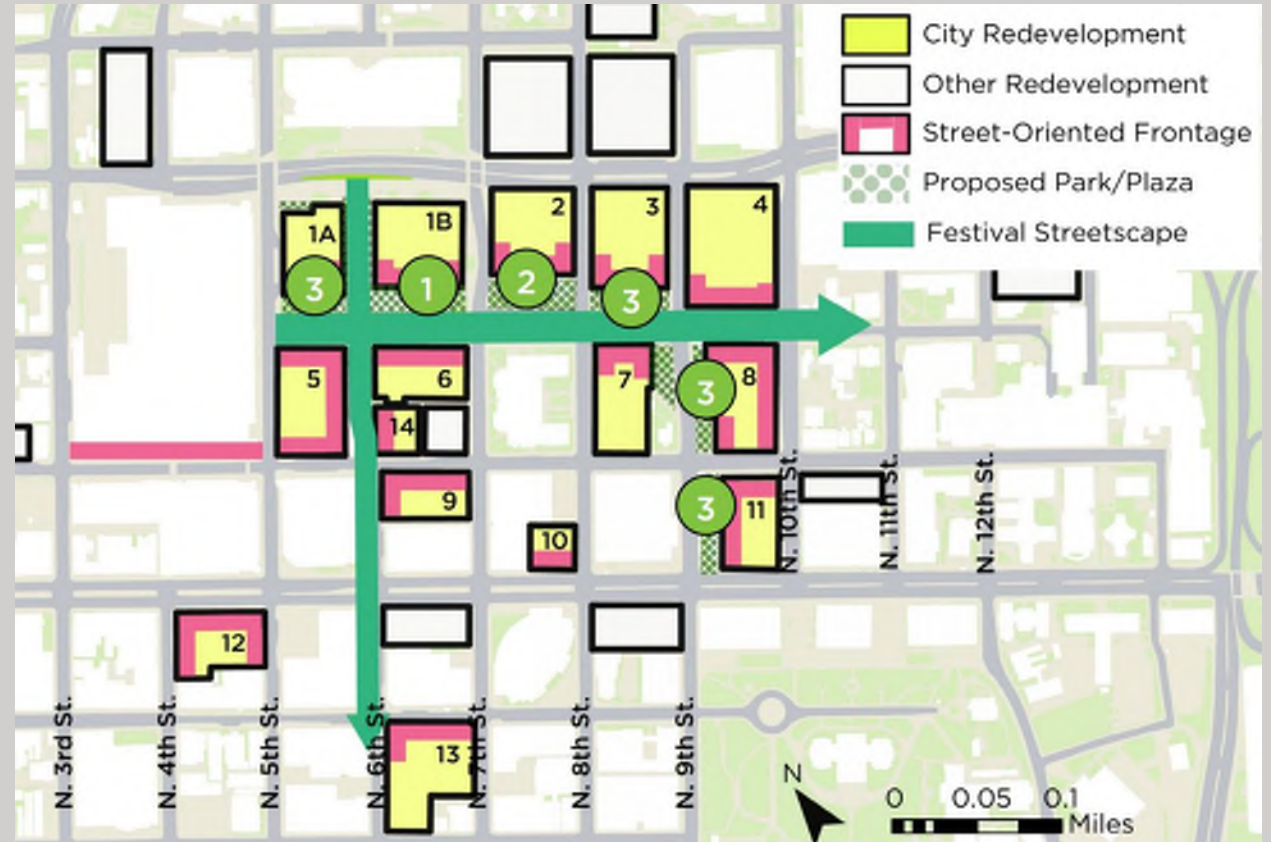 City Redevelopment
Other Redevelopment
Street-Oriented Frontage
Proposed Park/Plaza
Festival Streetscape
1A
1B
2
3
4
3
1
2
3
5
6
7
8
3
14
9
3
11
10
N. 10th St.
N. 11th St.
N. 12th St.
12
13
N. 3rd St.
N. 4th St.
N. 5th St.
N. 6th St.
N. 7th St.
N. 8th St.
N. 9th St.
N
0 0.05 0.1
Miles